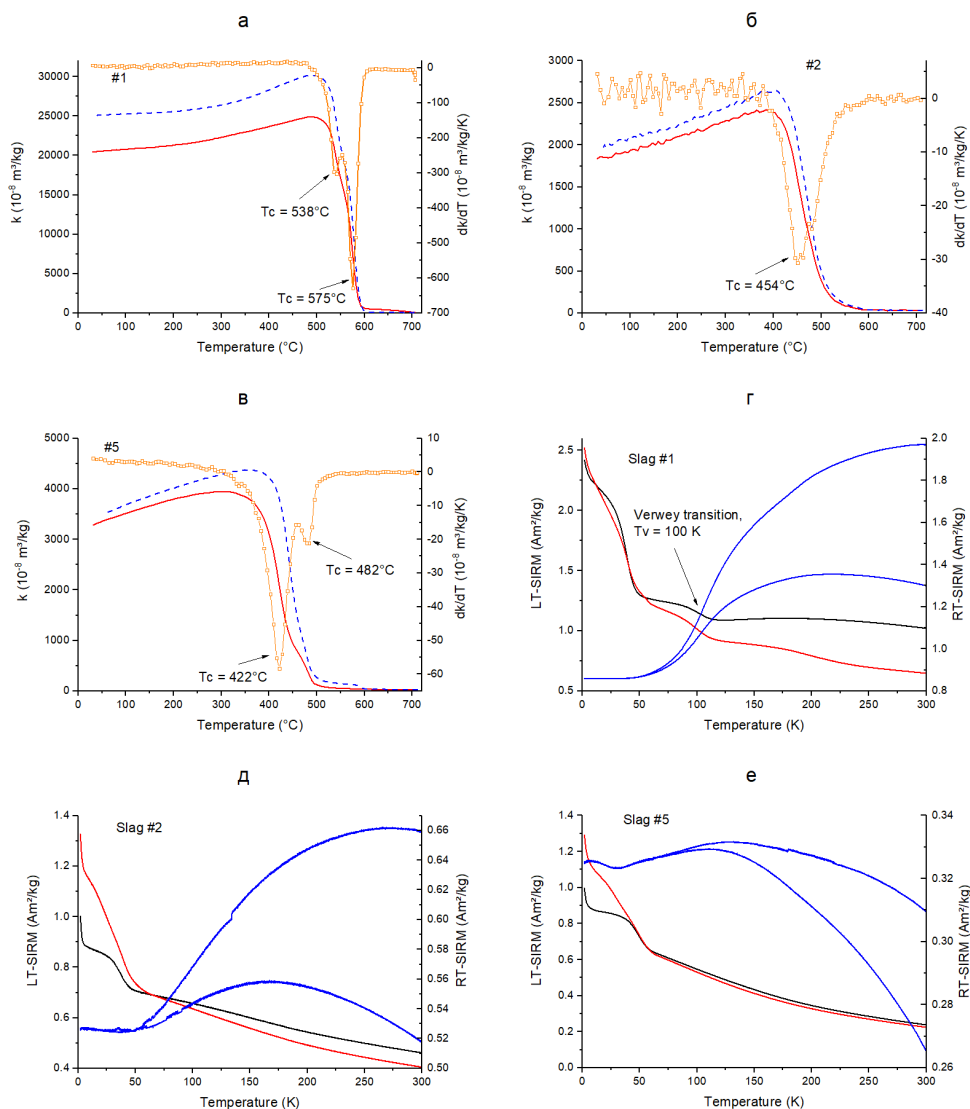 а
#1
k (10⁻⁸ m³/kg)
30000
25000
20000
15000
10000
5000
0
0
-100
-200
-300
-400
-500
-600
-700
dk/dT (10⁻⁸ m³/kg/K)
Tc = 538°C
Tc = 575°C
0 100 200 300 400 500 600 700
Temperature (°C)
б
#2
k (10⁻⁸ m³/kg)
3000
2500
2000
1500
1000
500
0
0
-10
-20
-30
-40
dk/dT (10⁻⁸ m³/kg/K)
Tc = 454°C
0 100 200 300 400 500 600 700
Temperature (°C)
в
#5
k (10⁻⁸ m³/kg)
5000
4000
3000
2000
1000
0
10
0
-10
-20
-30
-40
-50
-60
dk/dT (10⁻⁸ m³/kg/K)
Tc = 482°C
Tc = 422°C
0 100 200 300 400 500 600 700
Temperature (°C)
г
Slag #1
LT-SIRM (Am²/kg)
2.5
2.0
1.5
1.0
0.5
2.0
1.8
1.6
1.4
1.2
1.0
0.8
RT-SIRM (Am²/kg)
Verwey transition,
Tv = 100 K
0 50 100 150 200 250 300
Temperature (K)
д
Slag #2
LT-SIRM (Am²/kg)
1.4
1.2
1.0
0.8
0.6
0.4
0.66
0.64
0.62
0.60
0.58
0.56
0.54
0.52
0.50
RT-SIRM (Am²/kg)
0 50 100 150 200 250 300
Temperature (K)
е
Slag #5
LT-SIRM (Am²/kg)
1.4
1.2
1.0
0.8
0.6
0.4
0.2
0.0
0.34
0.32
0.30
0.28
0.26
RT-SIRM (Am²/kg)
0 50 100 150 200 250 300
Temperature (K)